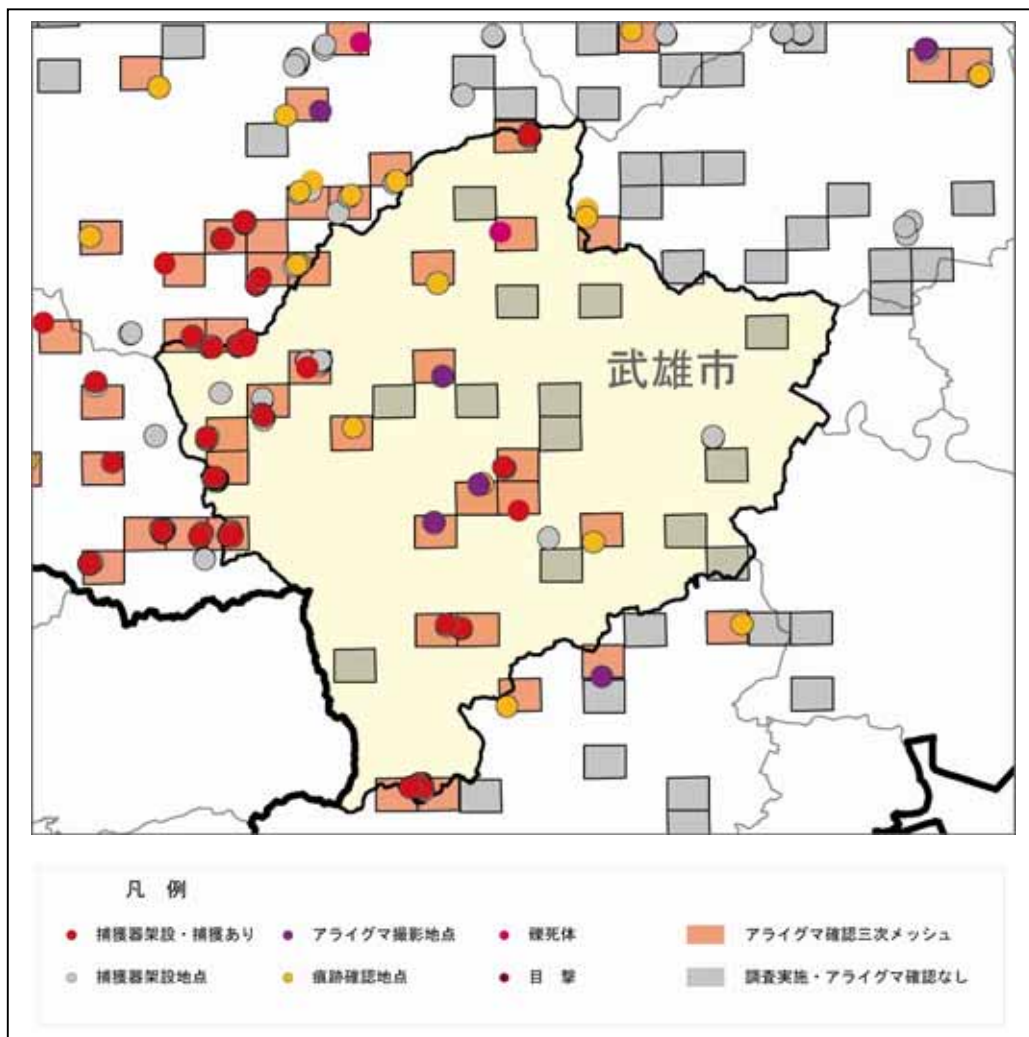 武雄市
凡 例
捕獲器架設・捕獲あり アライグマ撮影地点 礫死体 アライグマ確認三次メッシュ
捕獲器架設地点 痕跡確認地点 目 撃 調査実施・アライグマ確認なし